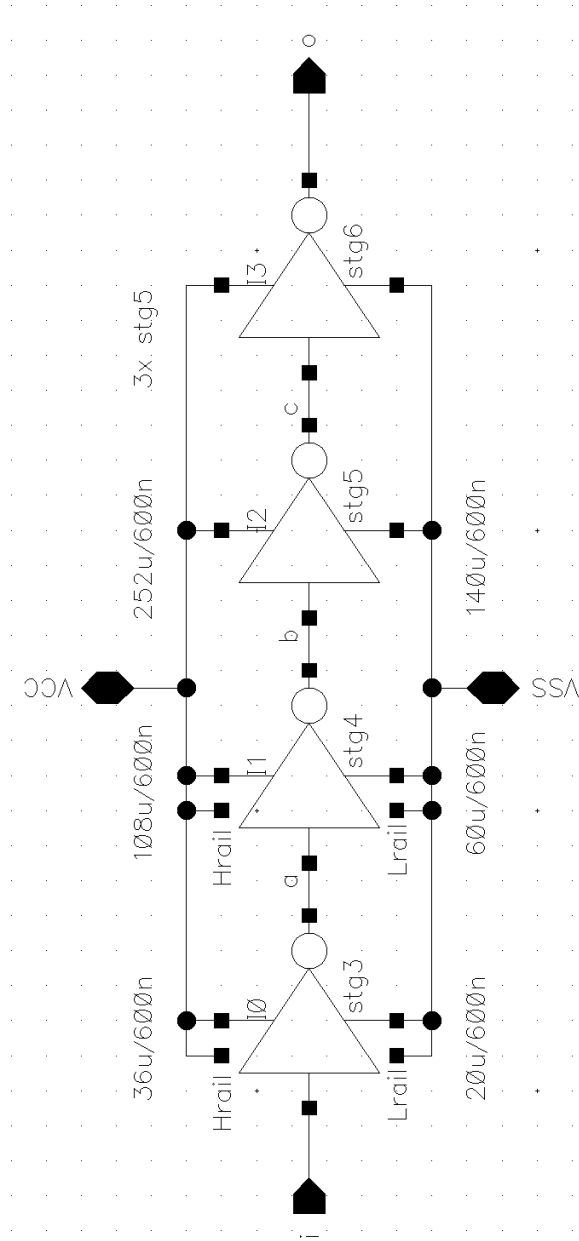 o
3x stg5
I3
stg6
c
252u/600n
I2
stg5
140u/600n
b
VCC
VSS
108u/600n
I1
stg4
60u/600n
Hrail
Lrail
a
36u/600n
I0
stg3
20u/600n
Hrail
Lrail
i